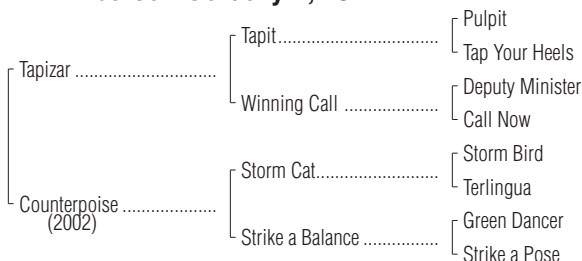 Pulpit
Tapit
Tap Your Heels
Tapizar
Deputy Minister
Winning Call
Call Now
Storm Bird
Storm Cat
Terlingua
Counterpoise
(2002)
Green Dancer
Strike a Balance
Strike a Pose